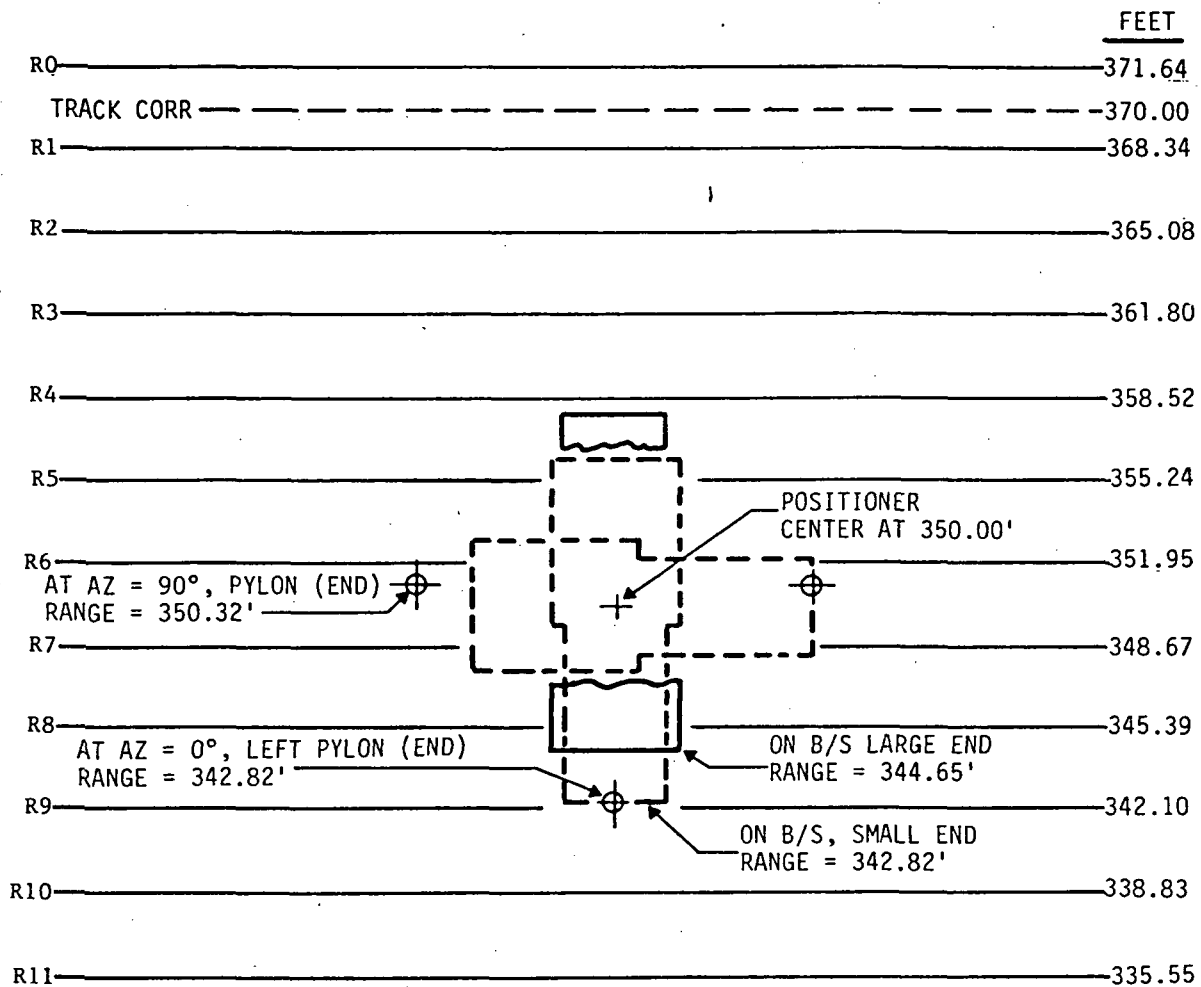 FEET
R0 371.64
TRACK CORR 370.00
R1 368.34
R2 365.08
R3 361.80
R4 358.52
R5 355.24
POSITIONER
CENTER AT 350.00'
R6 351.95
AT AZ = 90°, PYLON (END)
RANGE = 350.32'
R7 348.67
R8 345.39
AT AZ = 0°, LEFT PYLON (END)
RANGE = 342.82'
ON B/S LARGE END
RANGE = 344.65'
R9 342.10
ON B/S, SMALL END
RANGE = 342.82'
R10 338.83
R11 335.55